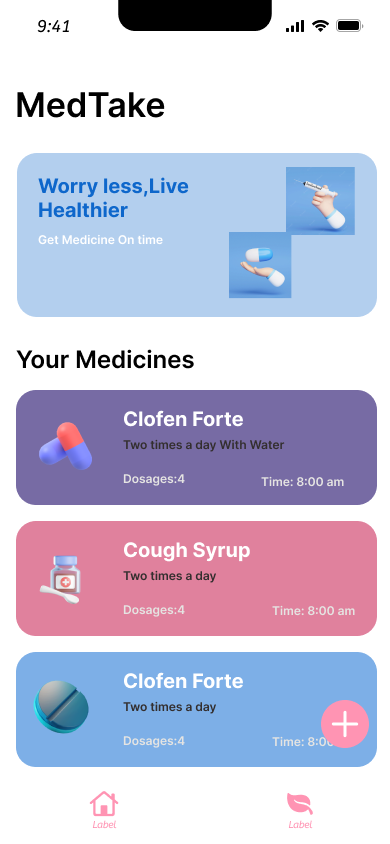 9:41
MedTake
Worry less,Live
Healthier
Get Medicine On time
Your Medicines
Clofen Forte
Two times a day With Water
Dosages:4
Time: 8:00 am
Cough Syrup
Two times a day
Dosages:4
Time: 8:00 am
Clofen Forte
Two times a day
Dosages:4
Time:
Label
Label